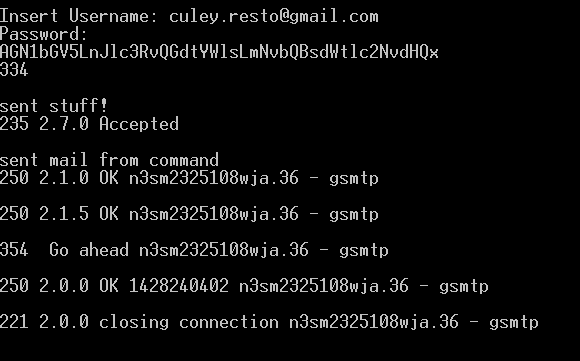 Insert Username: culey.resto@gmail.com
Password:
AGN1bGV5LnJlc3RvQGdtYWlsLmNvbQBsdWtlc2NvdHQx
334
sent stuff!
235 2.7.0 Accepted
sent mail from command
250 2.1.0 OK n3sm2325108wja.36 - gsmtp
250 2.1.5 OK n3sm2325108wja.36 - gsmtp
354  Go ahead n3sm2325108wja.36 - gsmtp
250 2.0.0 OK 1428240402 n3sm2325108wja.36 - gsmtp
221 2.0.0 closing connection n3sm2325108wja.36 - gsmtp